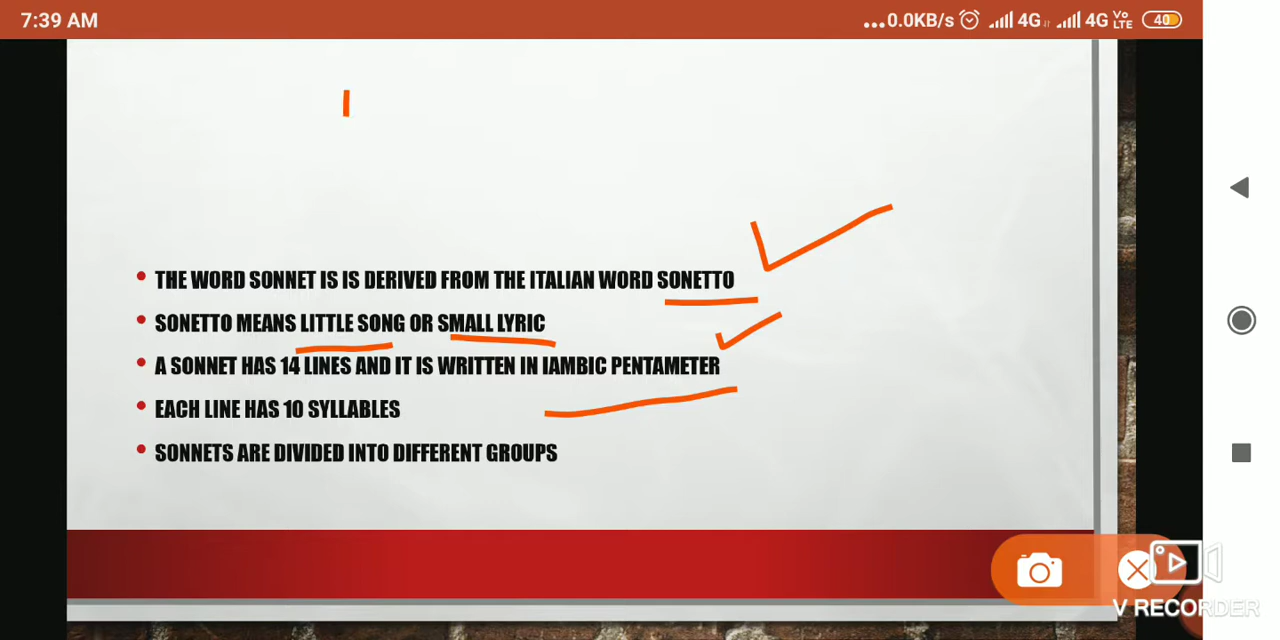 7:39 AM ...0.0KB/s 4G 4G Vo LTE 40
• THE WORD SONNET IS IS DERIVED FROM THE ITALIAN WORD SONETTO
• SONETTO MEANS LITTLE SONG OR SMALL LYRIC
• A SONNET HAS 14 LINES AND IT IS WRITTEN IN IAMBIC PENTAMETER
• EACH LINE HAS 10 SYLLABLES
• SONNETS ARE DIVIDED INTO DIFFERENT GROUPS
V RECORDER